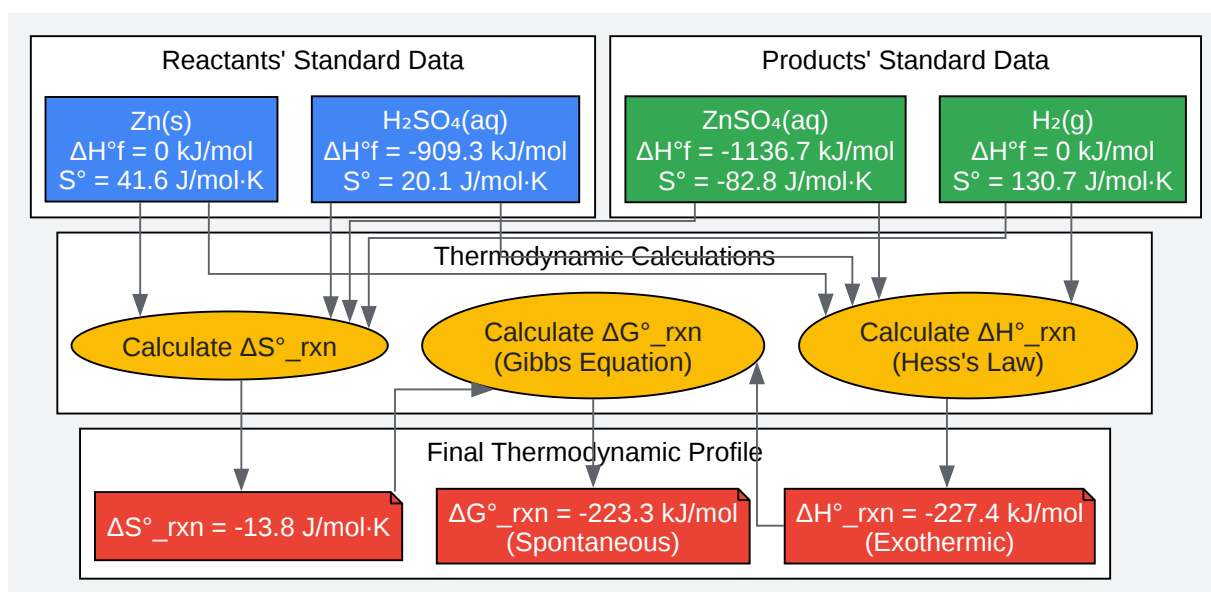 Reactants' Standard Data
Products' Standard Data
Zn(s)
ΔH°f = 0 kJ/mol
S° = 41.6 J/mol·K
H₂SO₄(aq)
ΔH°f = -909.3 kJ/mol
S° = 20.1 J/mol·K
ZnSO₄(aq)
ΔH°f = -1136.7 kJ/mol
S° = -82.8 J/mol·K
H₂(g)
ΔH°f = 0 kJ/mol
S° = 130.7 J/mol·K
Thermodynamic Calculations
Calculate ΔS°_rxn
Calculate ΔG°_rxn
(Gibbs Equation)
Calculate ΔH°_rxn
(Hess's Law)
Final Thermodynamic Profile
ΔS°_rxn = -13.8 J/mol·K
ΔG°_rxn = -223.3 kJ/mol
(Spontaneous)
ΔH°_rxn = -227.4 kJ/mol
(Exothermic)